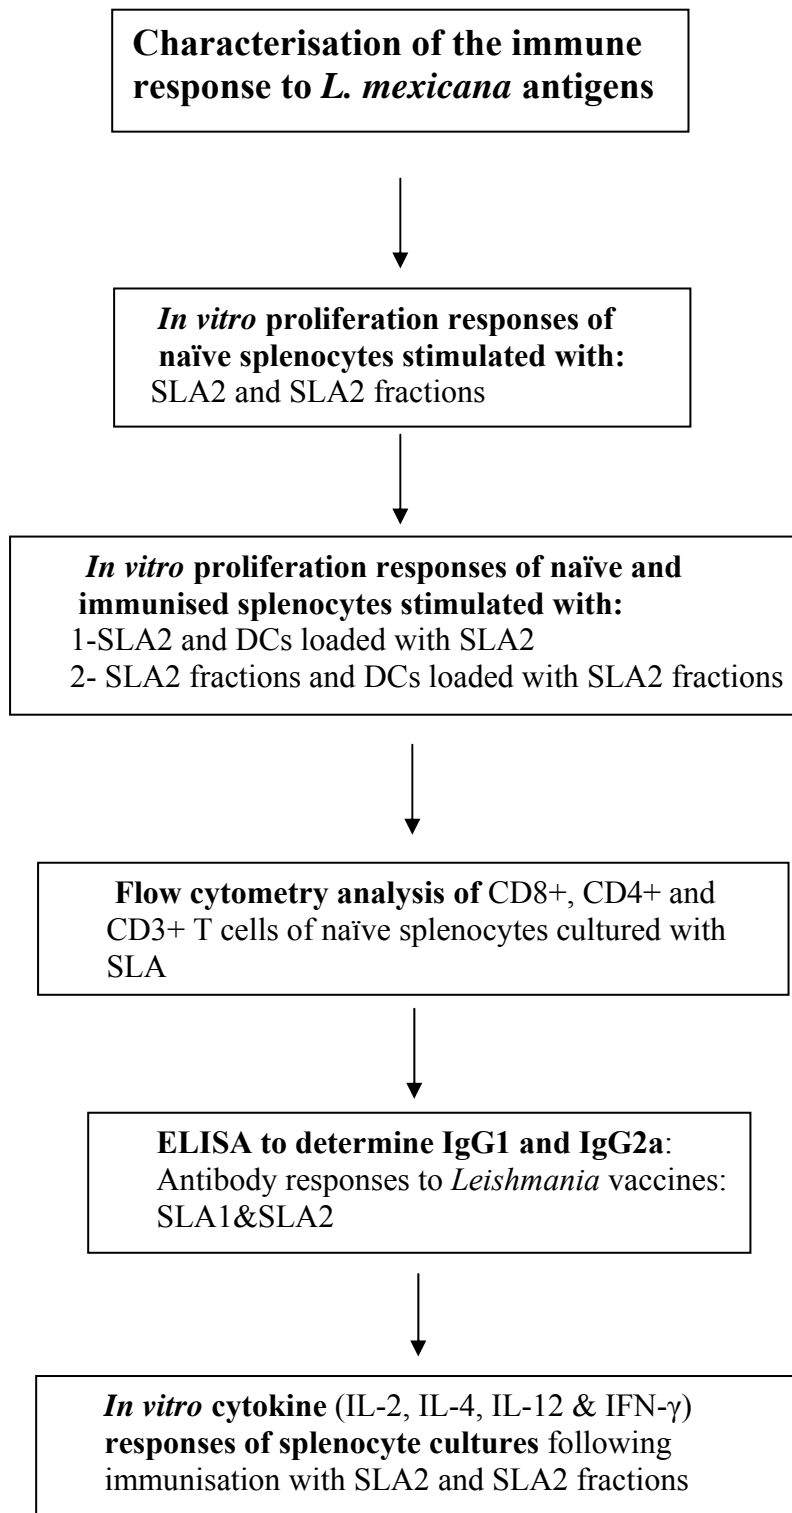 Characterisation of the immune
response to L. mexicana antigens
In vitro proliferation responses of
naïve splenocytes stimulated with:
SLA2 and SLA2 fractions
In vitro proliferation responses of naïve and
immunised splenocytes stimulated with:
1-SLA2 and DCs loaded with SLA2
2- SLA2 fractions and DCs loaded with SLA2 fractions
Flow cytometry analysis of CD8+, CD4+ and
CD3+ T cells of naïve splenocytes cultured with
SLA
ELISA to determine IgG1 and IgG2a:
Antibody responses to Leishmania vaccines:
SLA1&SLA2
In vitro cytokine (IL-2, IL-4, IL-12 & IFN-γ)
responses of splenocyte cultures following
immunisation with SLA2 and SLA2 fractions